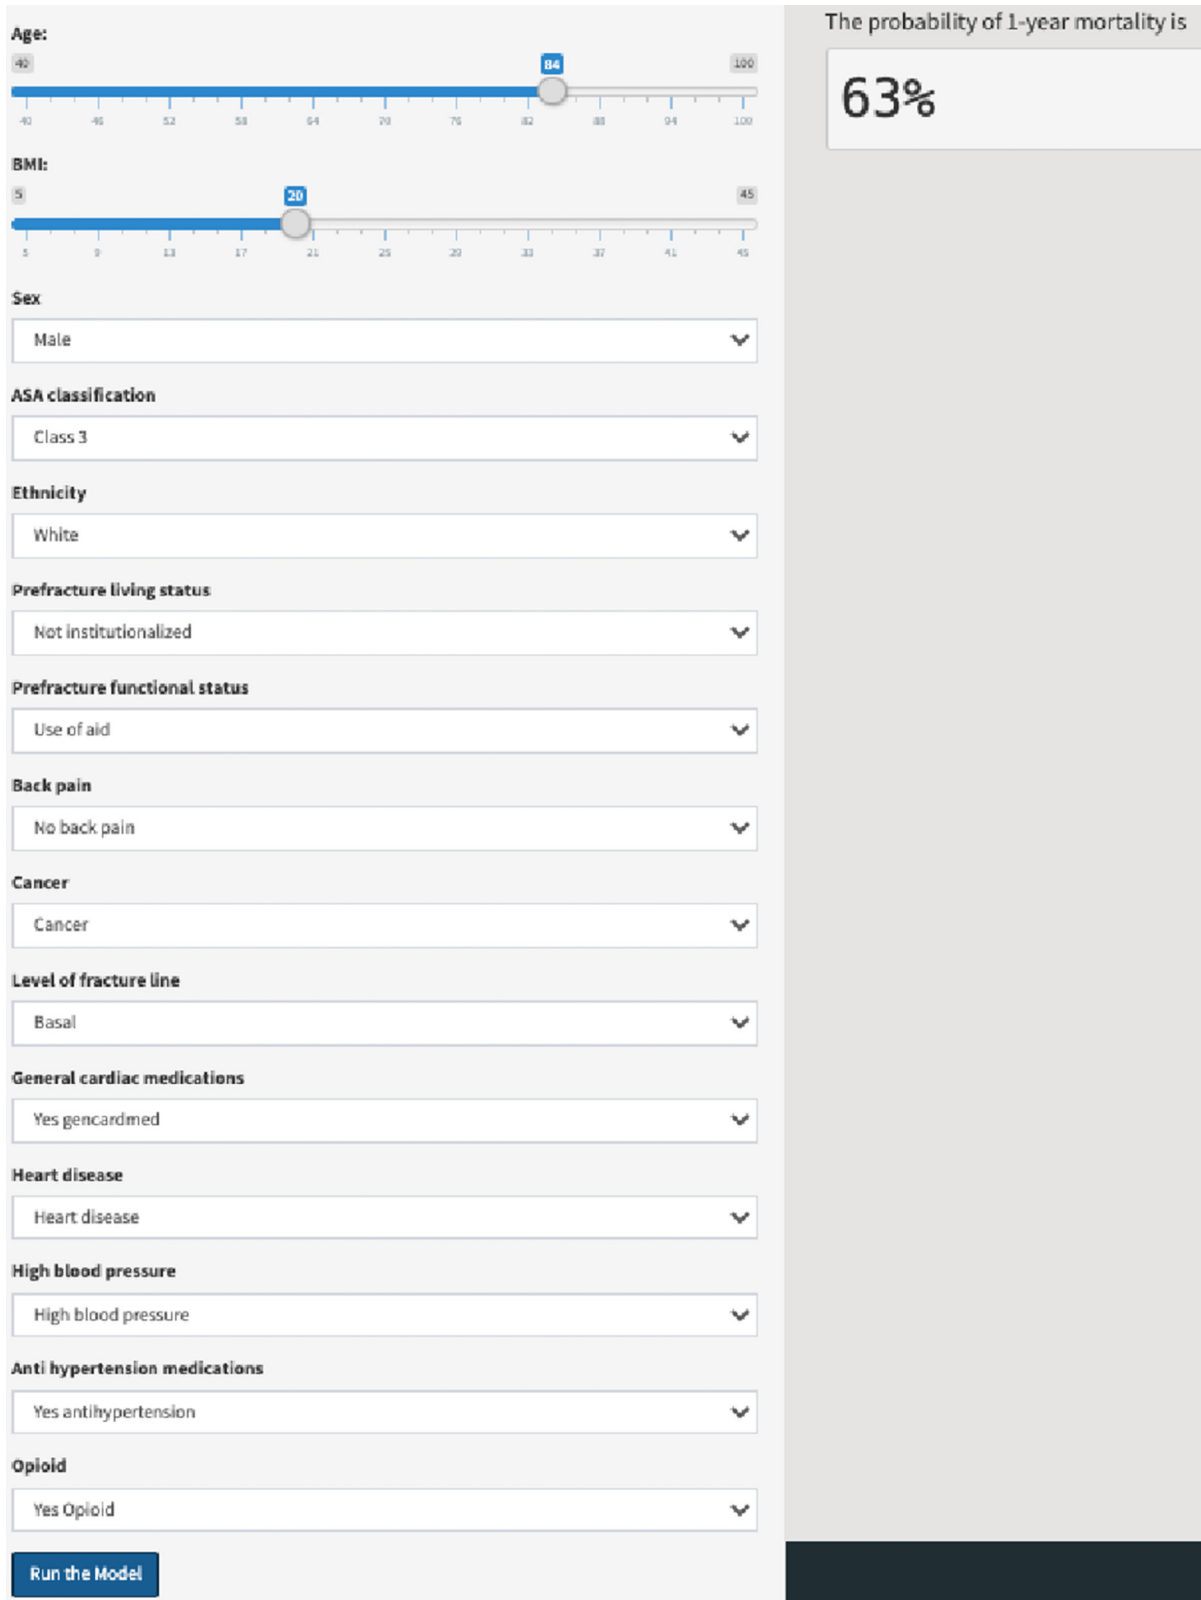 Age:
40 84 100
40 46 52 58 64 70 76 82 88 94 100
BMI:
5 20 45
5 9 13 17 21 25 29 33 37 41 45
Sex
Male
ASA classification
Class 3
Ethnicity
White
Prefracture living status
Not institutionalized
Prefracture functional status
Use of aid
Back pain
No back pain
Cancer
Cancer
Level of fracture line
Basal
General cardiac medications
Yes gencardmed
Heart disease
Heart disease
High blood pressure
High blood pressure
Anti hypertension medications
Yes antihypertension
Opioid
Yes Opioid
Run the Model
The probability of 1-year mortality is
63%